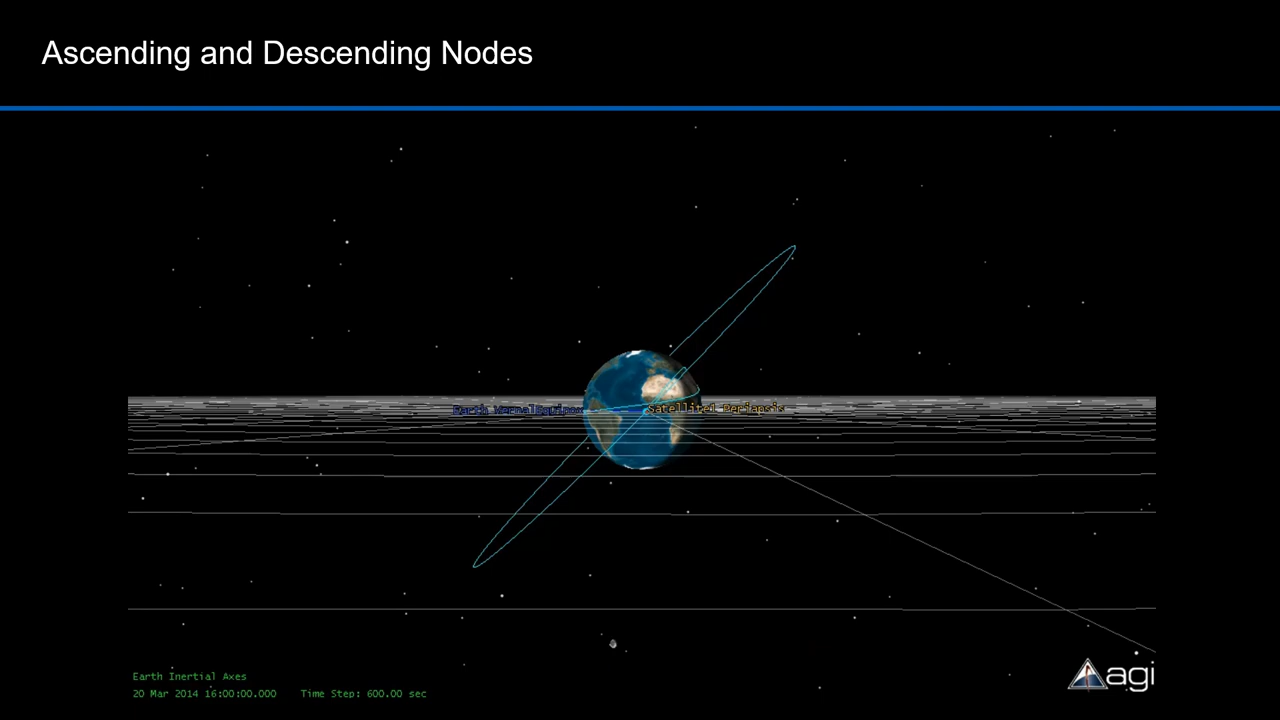 Ascending and Descending Nodes
Earth VernalEquinox
Satellite1 Periapsis
Earth Inertial Axes
20 Mar 2014 16:00:00.000 Time Step: 600.00 sec
agi